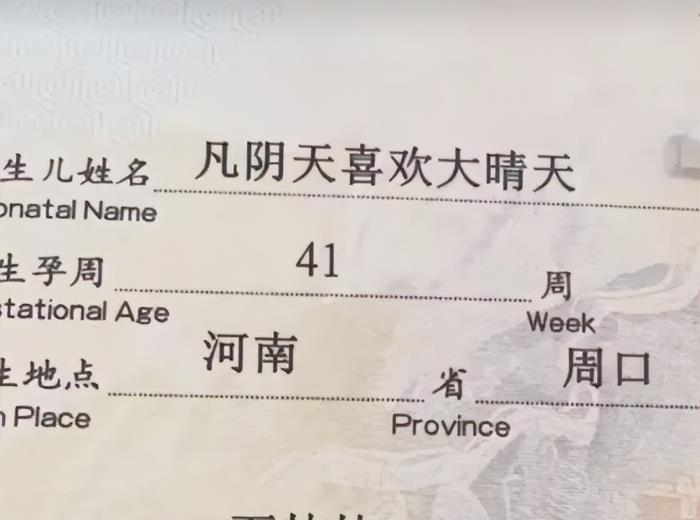 生儿姓名 凡阴天喜欢大晴天
onatal Name
生孕周 41 周
stational Age Week
生地点 河南 省 周口
Place Province